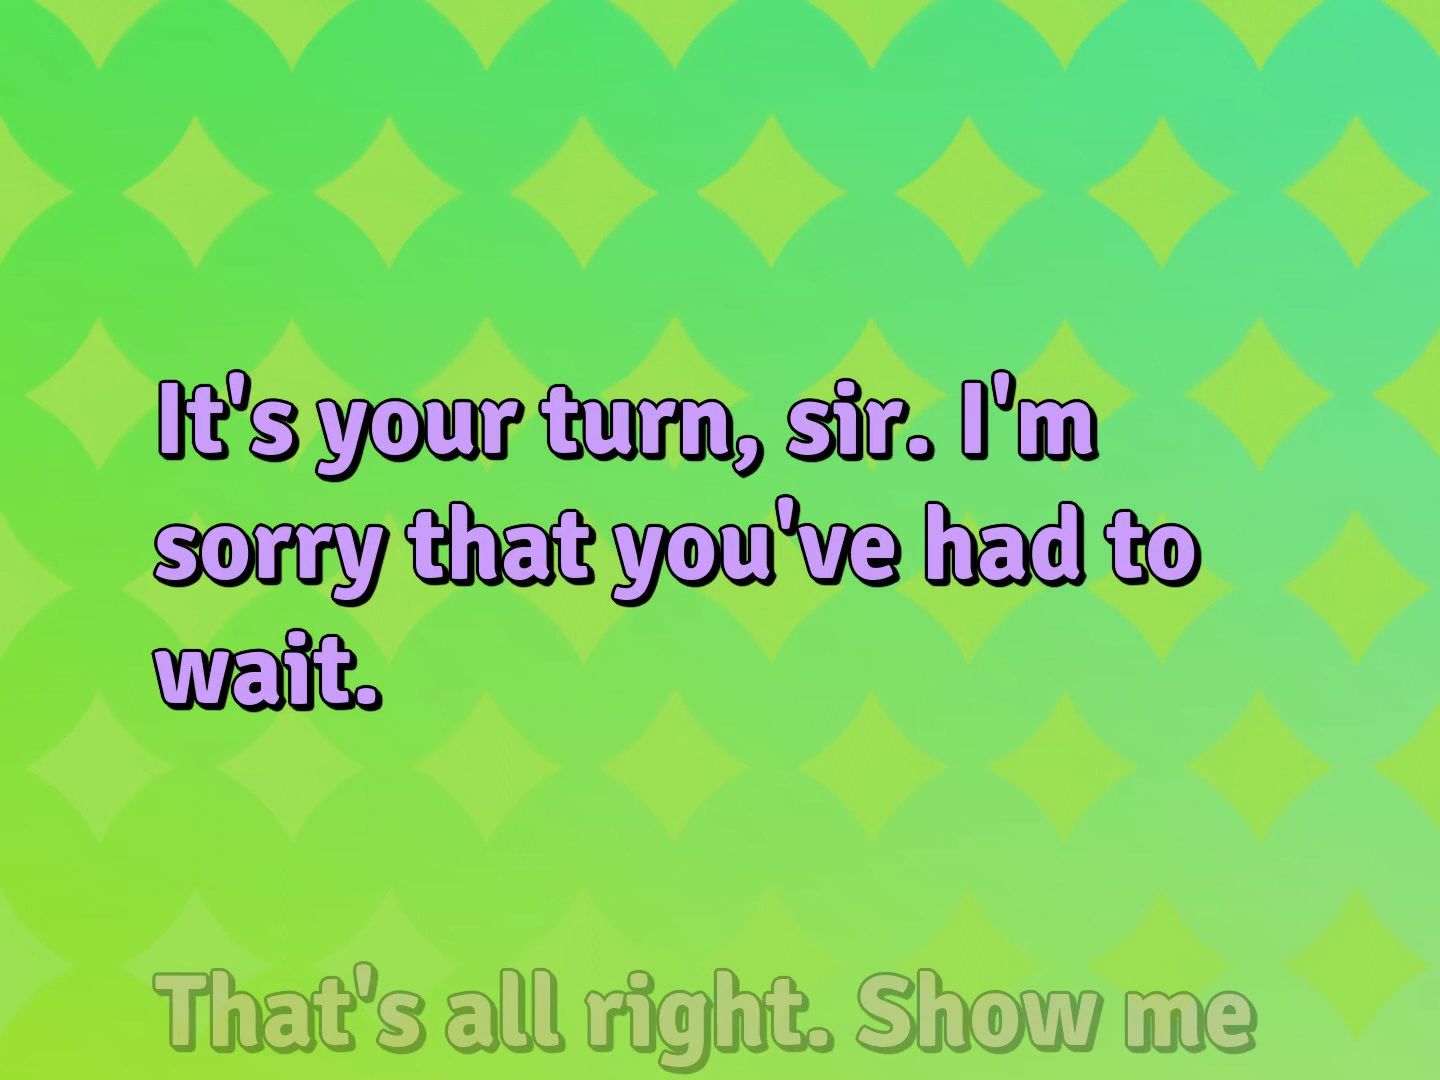 It's your turn, sir. I'm
sorry that you've had to
wait.
That's all right. Show me